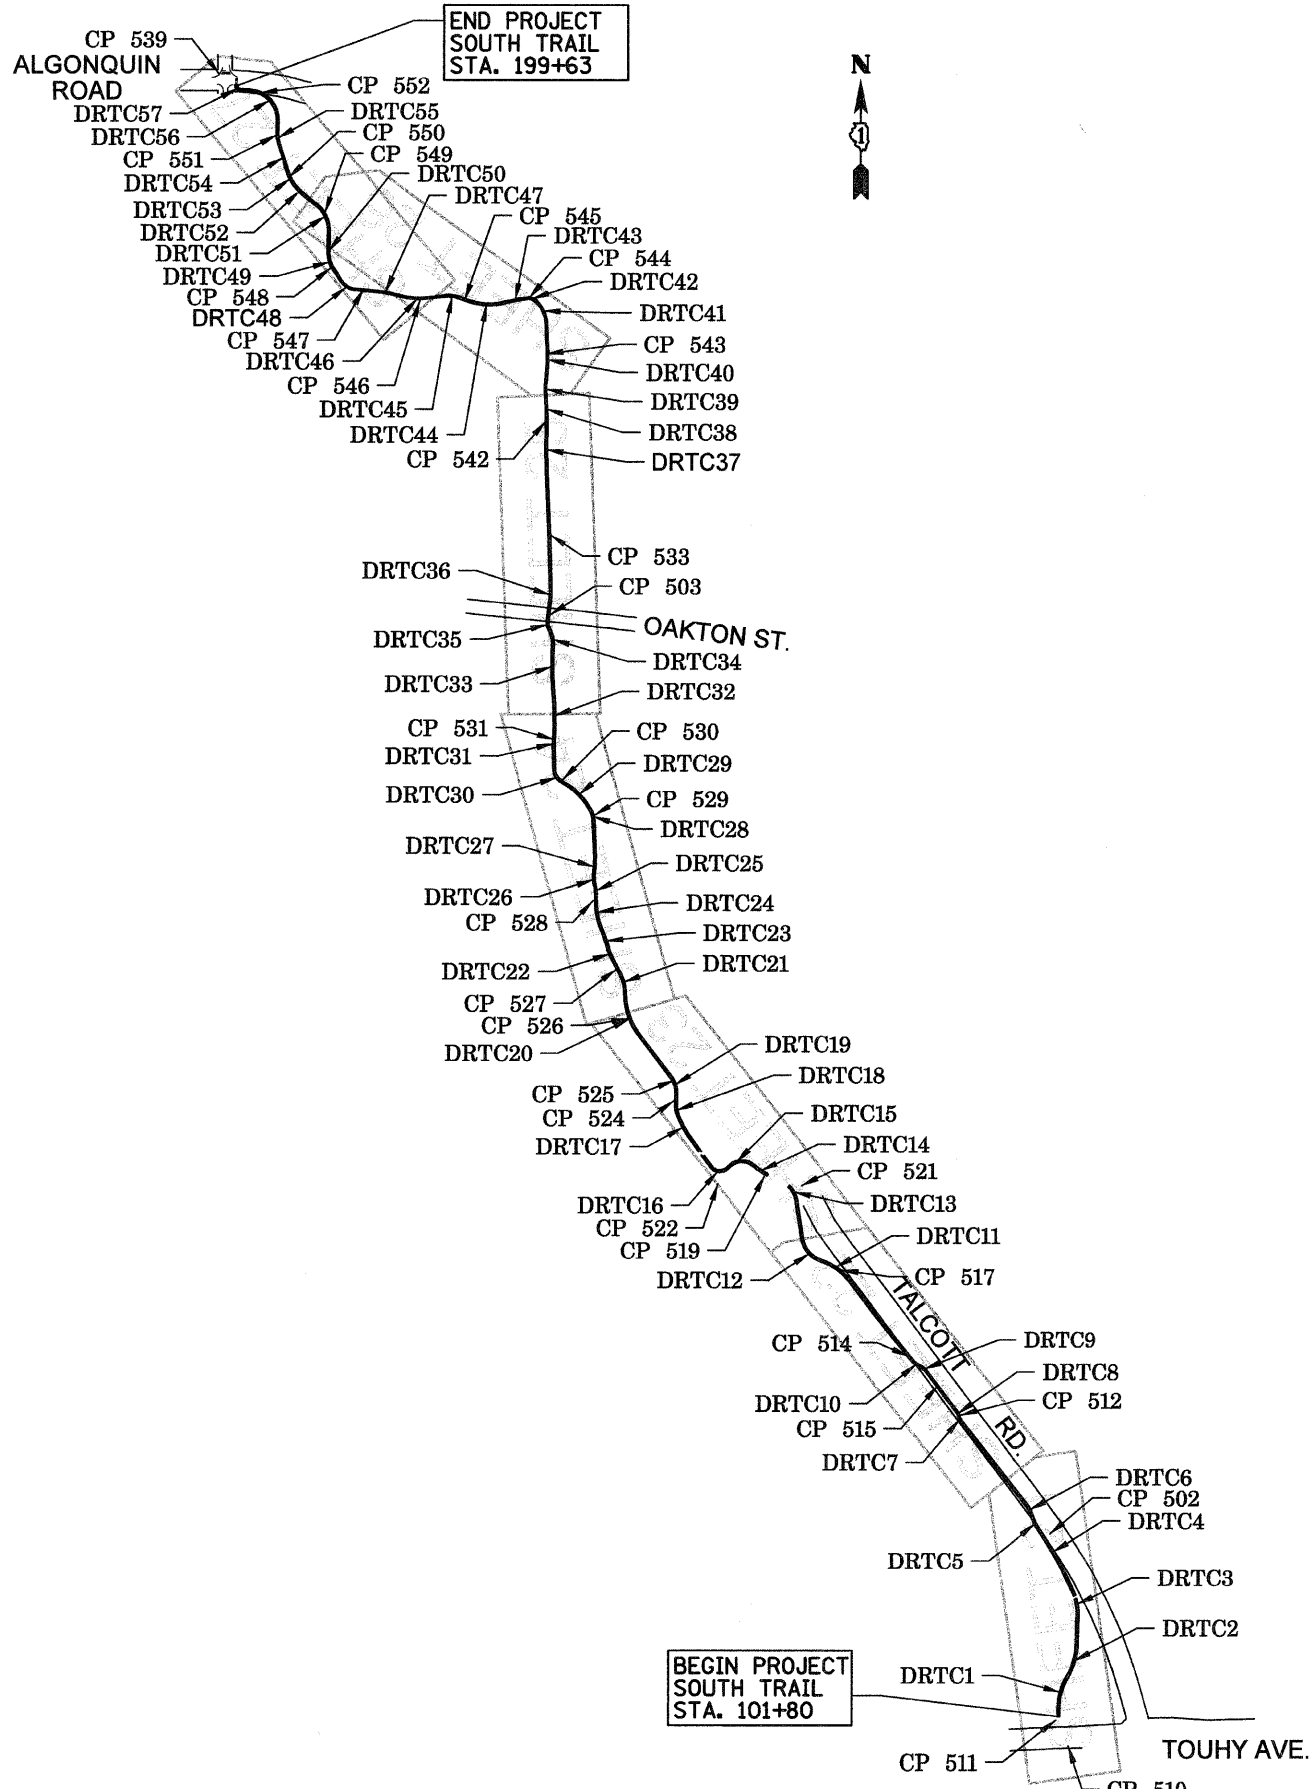 END PROJECT
SOUTH TRAIL
STA. 199+63
CP 539
ALGONQUIN
ROAD
N
1
CP 552
DRTC57
DRTC55
DRTC56
CP 550
CP 551
CP 549
DRTC54
DRTC50
DRTC53
DRTC47
DRTC52
CP 545
DRTC51
DRTC43
DRTC49
CP 544
CP 548
DRTC42
DRTC48
DRTC41
CP 547
CP 543
DRTC46
DRTC40
CP 546
DRTC39
DRTC45
DRTC38
DRTC44
CP 542
DRTC37
CP 533
DRTC36
CP 503
OAKTON ST.
DRTC35
DRTC34
DRTC33
DRTC32
CP 531
CP 530
DRTC31
DRTC29
DRTC30
CP 529
DRTC28
DRTC27
DRTC25
DRTC26
DRTC24
CP 528
DRTC23
DRTC22
DRTC21
CP 527
CP 526
DRTC20
DRTC19
DRTC18
CP 525
DRTC15
CP 524
DRTC17
DRTC14
CP 521
DRTC16
DRTC13
CP 522
DRTC11
CP 519
DRTC12
CP 517
TALCOTT
RD.
CP 514
DRTC9
DRTC8
DRTC10
CP 512
CP 515
DRTC7
DRTC6
CP 502
DRTC4
DRTC5
DRTC3
DRTC2
BEGIN PROJECT
SOUTH TRAIL
STA. 101+80
DRTC1
TOUHY AVE.
CP 511
CP 510